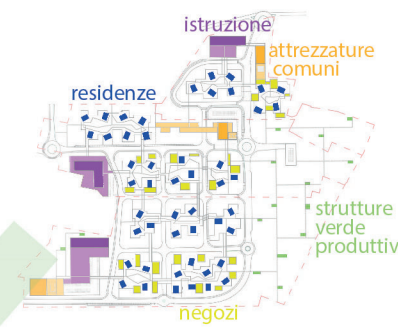 istruzione
attrezzature
comuni
residenze
strutture
verde
produttiv
negozi